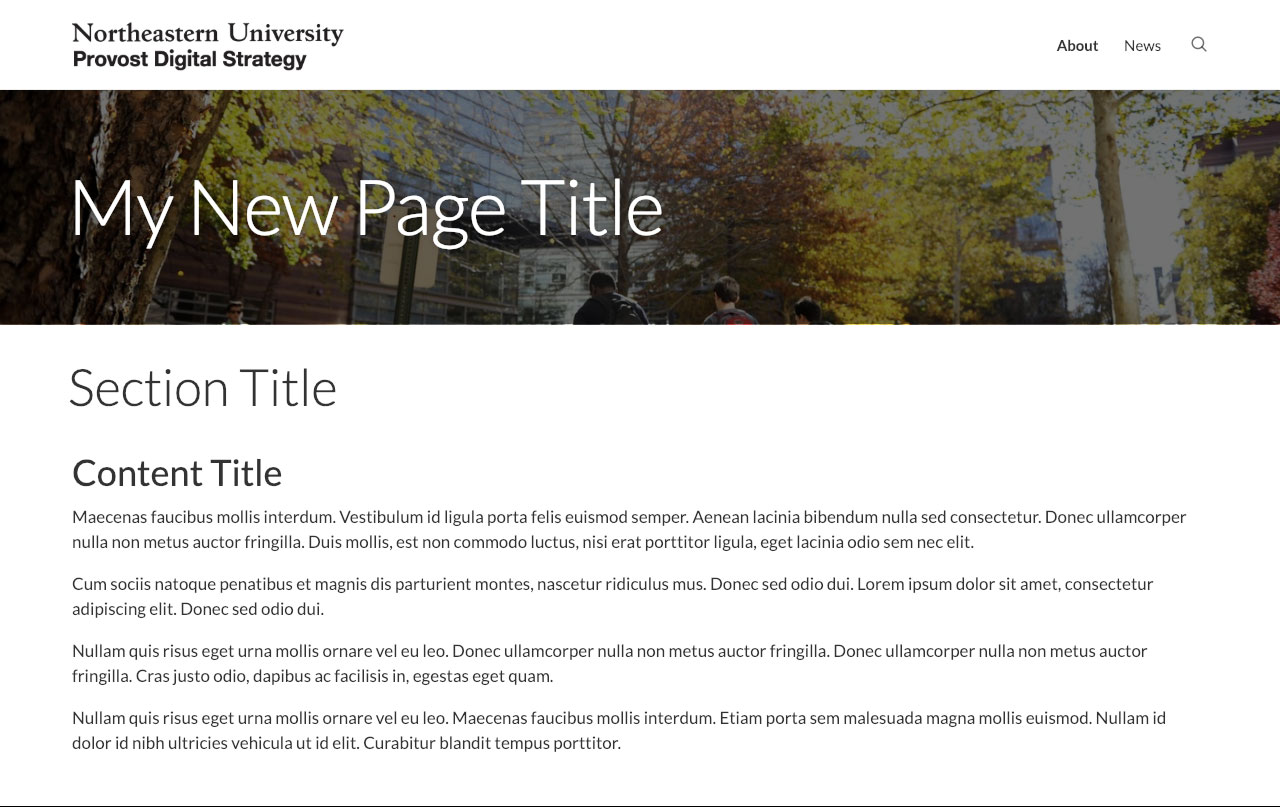 Northeastern University
Provost Digital Strategy
About News
My New Page Title
Section Title
Content Title
Maecenas faucibus mollis interdum. Vestibulum id ligula porta felis euismod semper. Aenean lacinia bibendum nulla sed consectetur. Donec ullamcorper
nulla non metus auctor fringilla. Duis mollis, est non commodo luctus, nisi erat porttitor ligula, eget lacinia odio sem nec elit.
Cum sociis natoque penatibus et magnis dis parturient montes, nascetur ridiculus mus. Donec sed odio dui. Lorem ipsum dolor sit amet, consectetur
adipiscing elit. Donec sed odio dui.
Nullam quis risus eget urna mollis ornare vel eu leo. Donec ullamcorper nulla non metus auctor fringilla. Donec ullamcorper nulla non metus auctor
fringilla. Cras justo odio, dapibus ac facilisis in, egestas eget quam.
Nullam quis risus eget urna mollis ornare vel eu leo. Maecenas faucibus mollis interdum. Etiam porta sem malesuada magna mollis euismod. Nullam id
dolor id nibh ultricies vehicula ut id elit. Curabitur blandit tempus porttitor.